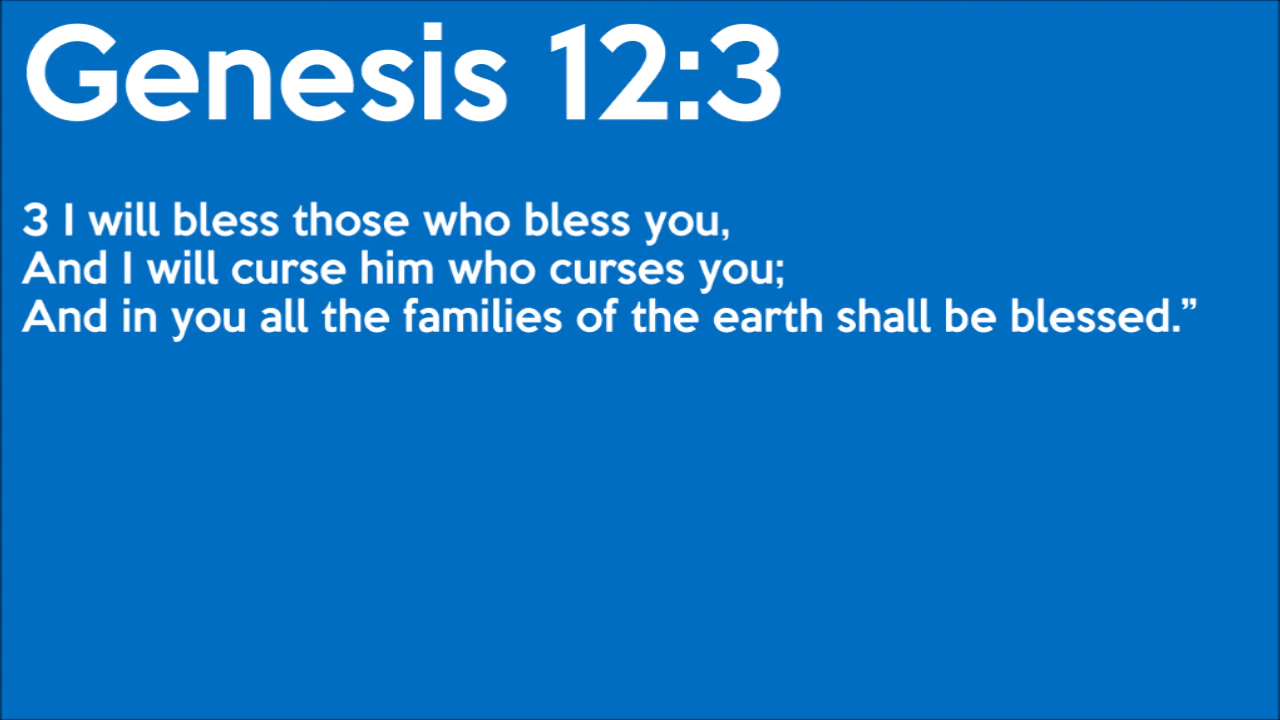 Genesis 12:3
3 I will bless those who bless you,
And I will curse him who curses you;
And in you all the families of the earth shall be blessed.”